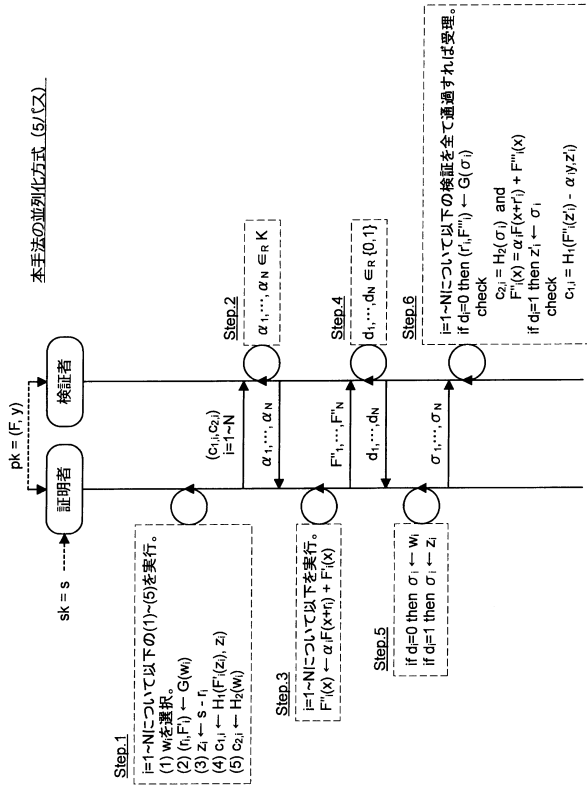 本手法の並列化方式（5パス）
pk = (F, y)
sk = s
証明者
検証者
Step.1
i=1~Nについて以下の(1)~(5)を実行。
(1) wiを選択。
(2) (ri,F'i) ← G(wi)
(3) zi ← s - ri
(4) c1,i ← H1(F'i(zi), zi)
(5) c2,i ← H2(wi)
(c1,i,c2,i)
i=1~N
Step.2
α1,···,αN ∈R K
α1,···,αN
Step.3
i=1~Nについて以下を実行。
F''i(x) ← αiF(x+ri) + F'i(x)
F''1,···,F''N
Step.4
d1,···,dN ∈R {0,1}
d1,···,dN
Step.5
if di=0 then σi ← wi
if di=1 then σi ← zi
σ1,···,σN
Step.6
i=1~Nについて以下の検証を全て通過すれば受理。
if di=0 then (r'i,F'''i) ← G(σi)
check
c2,i = H2(σi) and
F''i(x) = αiF(x+r'i) + F'''i(x)
if di=1 then z'i ← σi
check
c1,i = H1(F''i(z'i) - αiy,z'i)